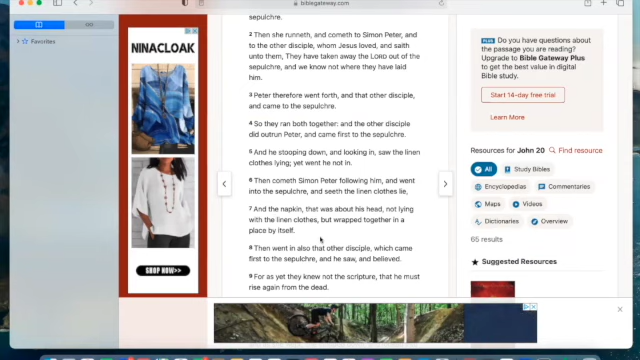 biblegateway.com
Favorites
NINACLOAK
SHOP NOW>>
sepulchre.
2 Then she runneth, and cometh to Simon Peter, and
to the other disciple, whom Jesus loved, and saith
unto them, They have taken away the LORD out of the
sepulchre, and we know not where they have laid
him.
3 Peter therefore went forth, and that other disciple,
and came to the sepulchre.
4 So they ran both together: and the other disciple
did outrun Peter, and came first to the sepulchre.
5 And he stooping down, and looking in, saw the linen
clothes lying; yet went he not in.
6 Then cometh Simon Peter following him, and went
into the sepulchre, and seeth the linen clothes lie,
7 And the napkin, that was about his head, not lying
with the linen clothes, but wrapped together in a
place by itself.
8 Then went in also that other disciple, which came
first to the sepulchre, and he saw, and believed.
9 For as yet they knew not the scripture, that he must
rise again from the dead.
PLUS Do you have questions about
the passage you are reading?
Upgrade to Bible Gateway Plus
to get the best value in digital
Bible study.
Start 14-day free trial
Learn More
Resources for John 20 Find resource
All Study Bibles
Encyclopedias Commentaries
Maps Videos
Dictionaries Overview
65 results
Suggested Resources